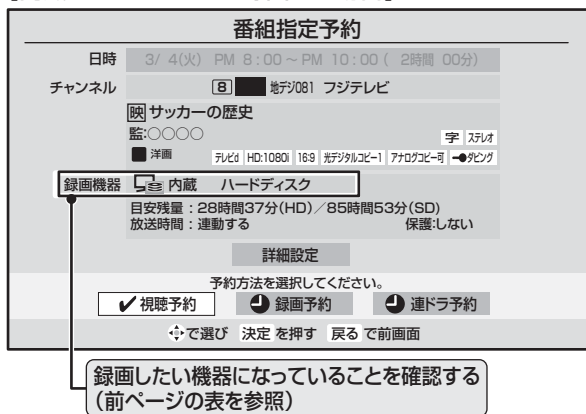 番組指定予約
日時 3/ 4(火) PM 8:00～PM 10:00 ( 2時間 00分)
チャンネル 8 地デジ081 フジテレビ
映 サッカーの歴史
監:○○○○
字 ステレオ
洋画 テレビd HD:1080i 16:9 光デジタルコピー1 アナログコピー可 ダビング
録画機器 内蔵 ハードディスク
目安残量：28時間37分(HD)／85時間53分(SD)
放送時間：連動する 保護:しない
詳細設定
予約方法を選択してください。
視聴予約 録画予約 連ドラ予約
で選び 決定 を押す 戻る で前画面
録画したい機器になっていることを確認する
(前ページの表を参照)